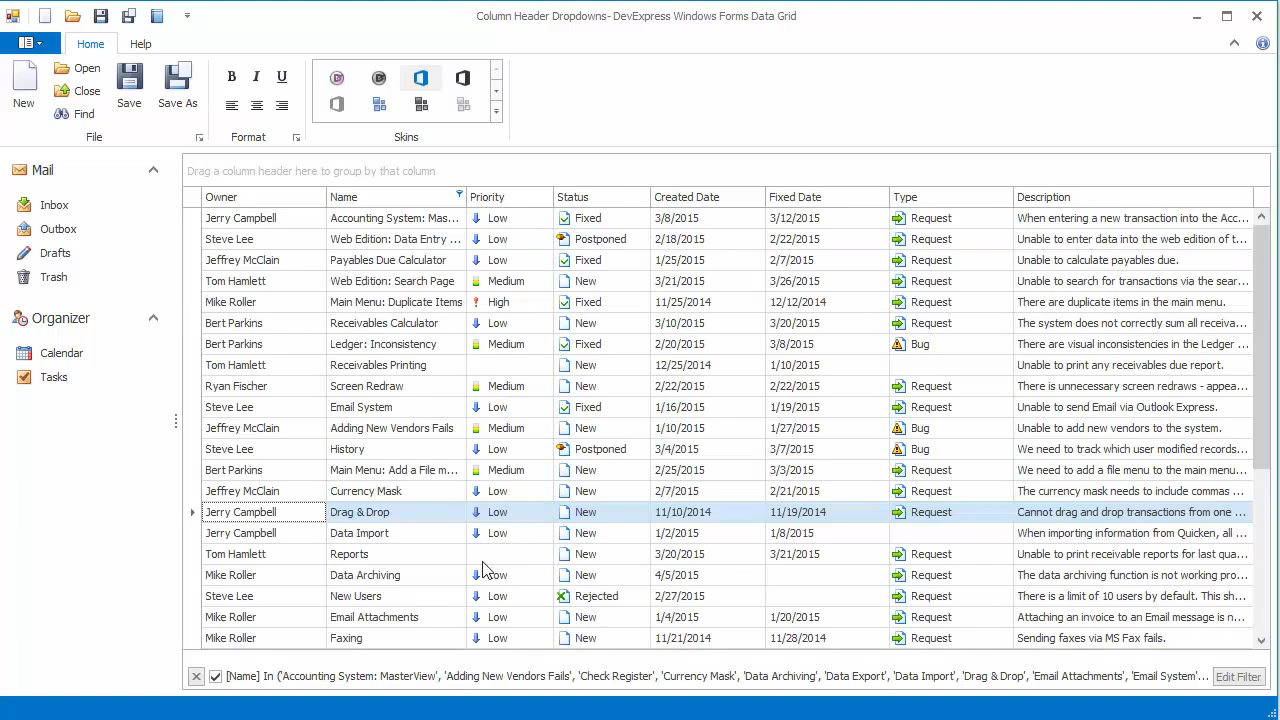 Column Header Dropdowns- DevExpress Windows Forms Data Grid
Home Help
New Open Close Find Save Save As B I U
File Format Skins
Mail
Inbox
Outbox
Drafts
Trash
Organizer
Calendar
Tasks
Drag a column header here to group by that column
Owner Name Priority Status Created Date Fixed Date Type Description
Jerry Campbell Accounting System: Mas... Low Fixed 3/8/2015 3/12/2015 Request When entering a new transaction into the Acc...
Steve Lee Web Edition: Data Entry ... Low Postponed 2/18/2015 2/22/2015 Request Unable to enter data into the web edition of t...
Jeffrey McClain Payables Due Calculator Low Fixed 1/25/2015 2/7/2015 Request Unable to calculate payables due.
Tom Hamlett Web Edition: Search Page Medium New 3/21/2015 3/26/2015 Request Unable to search for transactions via the sear...
Mike Roller Main Menu: Duplicate Items High Fixed 11/25/2014 12/12/2014 Request There are duplicate items in the main menu.
Bert Parkins Receivables Calculator Low New 3/10/2015 3/20/2015 Request The system does not correctly sum all receiva...
Bert Parkins Ledger: Inconsistency Medium Fixed 2/20/2015 3/8/2015 Bug There are visual inconsistencies in the Ledger ...
Tom Hamlett Receivables Printing New 12/25/2014 1/10/2015 Unable to print any receivables due report.
Ryan Fischer Screen Redraw Medium New 2/22/2015 2/22/2015 Request There is unnecessary screen redraws - appea...
Steve Lee Email System Low Fixed 1/16/2015 1/19/2015 Request Unable to send Email via Outlook Express.
Jeffrey McClain Adding New Vendors Fails Medium New 1/10/2015 1/27/2015 Bug Unable to add new vendors to the system.
Steve Lee History Low Postponed 3/4/2015 3/7/2015 Bug We need to track which user modified records...
Bert Parkins Main Menu: Add a File m... Medium New 2/25/2015 3/3/2015 Request We need to add a file menu to the main menu...
Jeffrey McClain Currency Mask Low New 2/7/2015 2/21/2015 Request The currency mask needs to include commas ...
Jerry Campbell Drag & Drop Low New 11/10/2014 11/19/2014 Request Cannot drag and drop transactions from one ...
Jerry Campbell Data Import Low New 1/2/2015 1/8/2015 When importing information from Quicken, all ...
Tom Hamlett Reports New 3/20/2015 3/21/2015 Request Unable to print receivable reports for last qua...
Mike Roller Data Archiving Low New 4/5/2015 Request The data archiving function is not working pro...
Steve Lee New Users Low Rejected 2/27/2015 Request There is a limit of 10 users by default. This sh...
Mike Roller Email Attachments Low New 1/4/2015 1/20/2015 Request Attaching an invoice to an Email message is n...
Mike Roller Faxing Low New 11/21/2014 11/28/2014 Request Sending faxes via MS Fax fails.
[Name] In ('Accounting System: MasterView', 'Adding New Vendors Fails', 'Check Register', 'Currency Mask', 'Data Archiving', 'Data Export', 'Data Import', 'Drag & Drop', 'Email Attachments', 'Email System'... Edit Filter